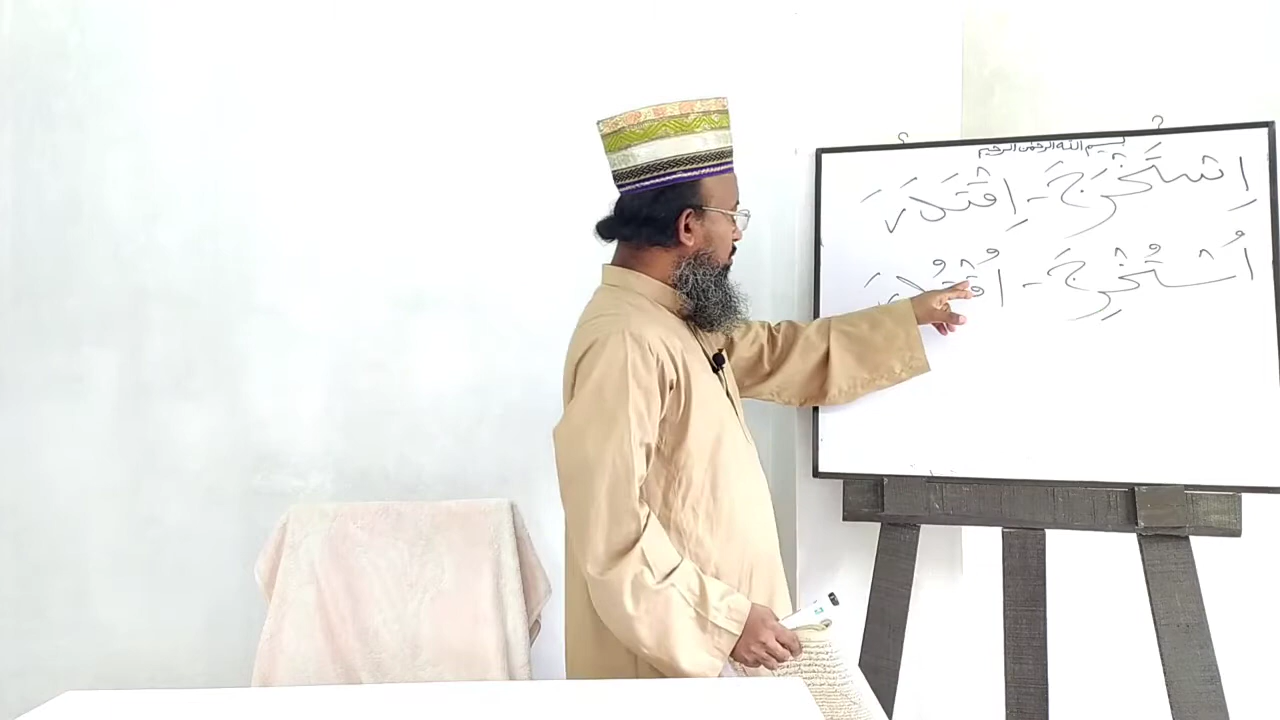 بسم الله الرحمن الرحيم
اِسْتَخْرَجَ - اِقْتَدَرَ
اُسْتُخْرِجَ - اُقْتُدِرَ